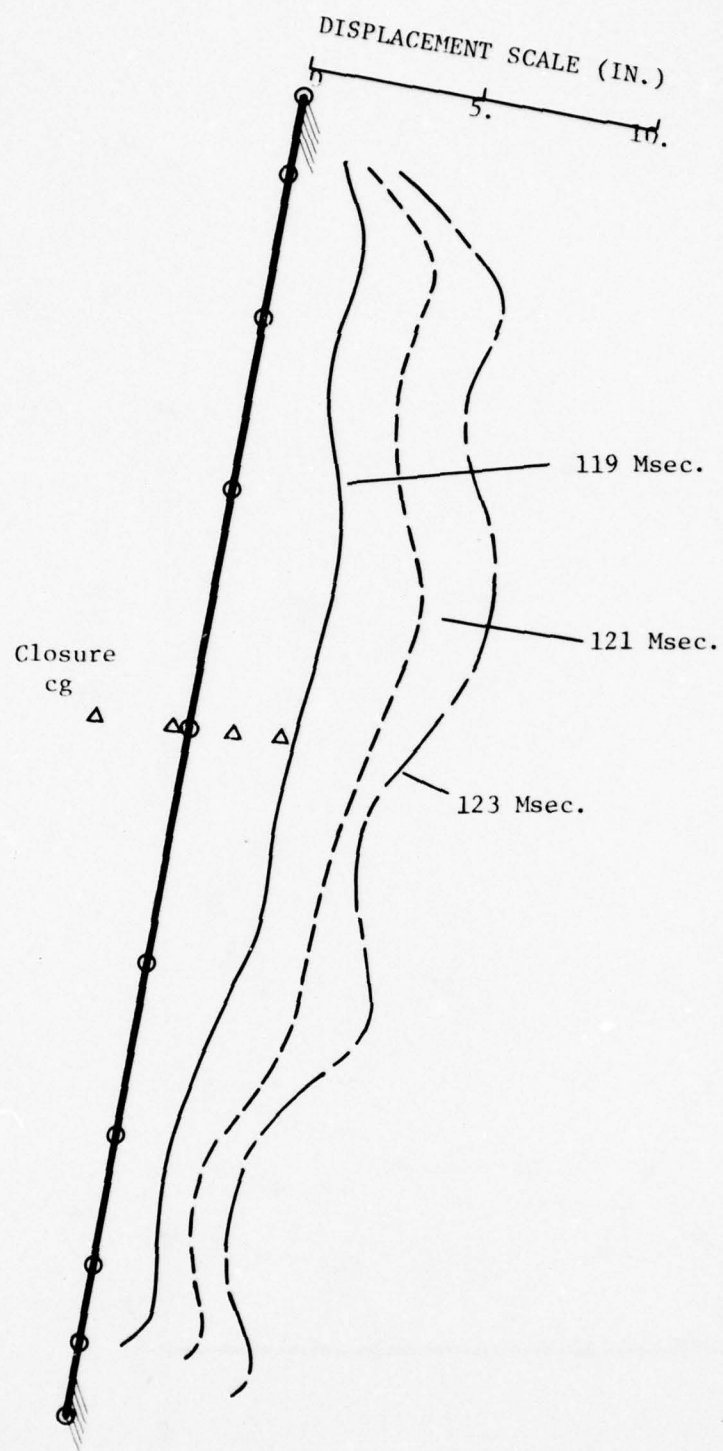 DISPLACEMENT SCALE (IN.)
0
5.
10.
119 Msec.
Closure
cg
121 Msec.
123 Msec.